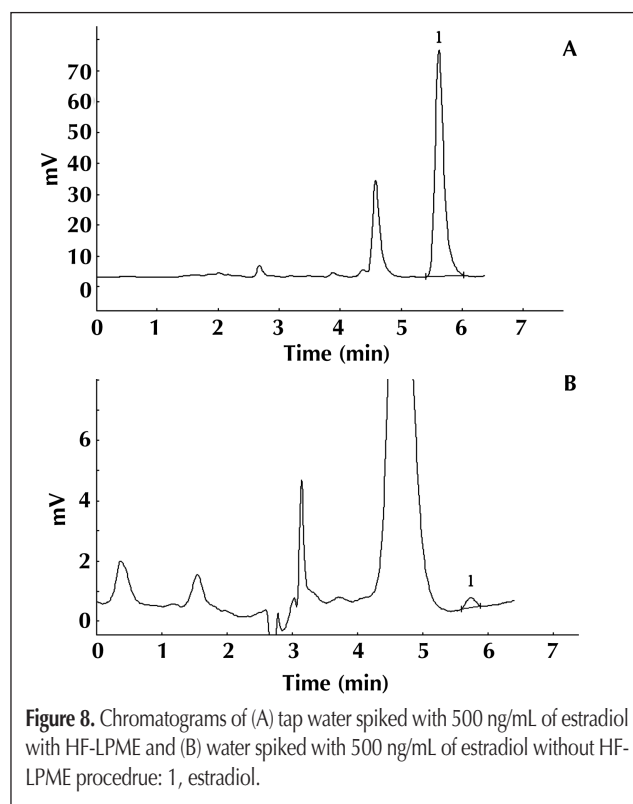 A
1
70
60
50
40
30
20
10
0
mV
0 1 2 3 4 5 6 7
Time (min)
B
6
4
2
0
mV
1
0 1 2 3 4 5 6 7
Time (min)
Figure 8. Chromatograms of (A) tap water spiked with 500 ng/mL of estradiol
with HF-LPME and (B) water spiked with 500 ng/mL of estradiol without HF-
LPME procedrue: 1, estradiol.